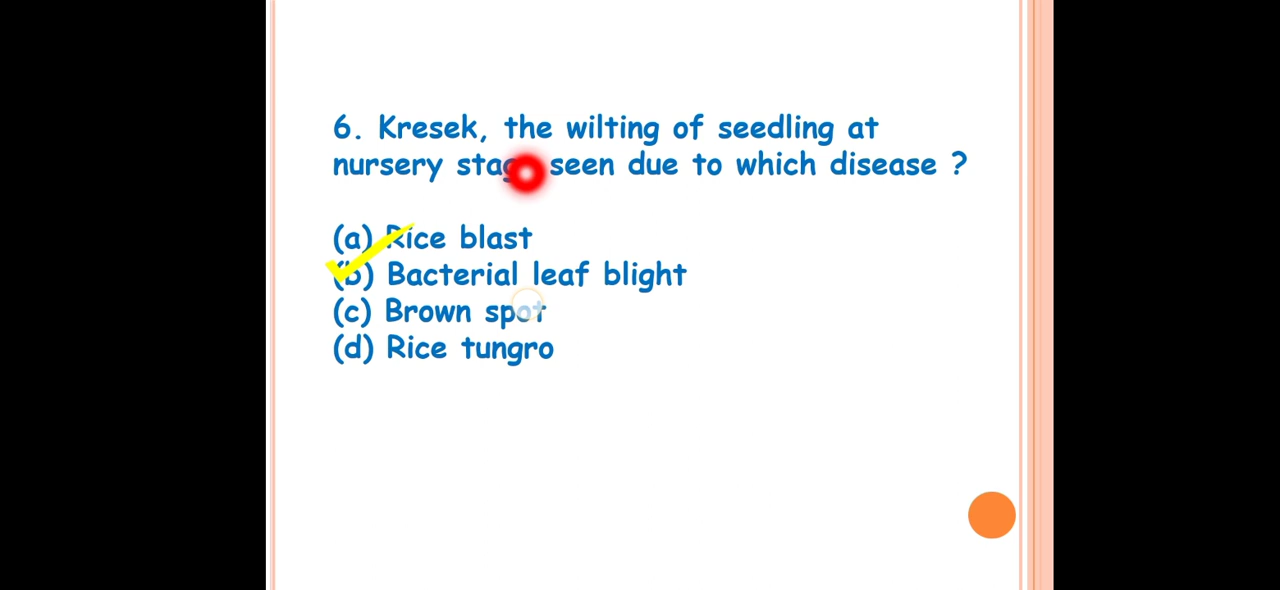 6. Kresek, the wilting of seedling at
nursery stage seen due to which disease ?
(a) Rice blast
(b) Bacterial leaf blight
(c) Brown spot
(d) Rice tungro